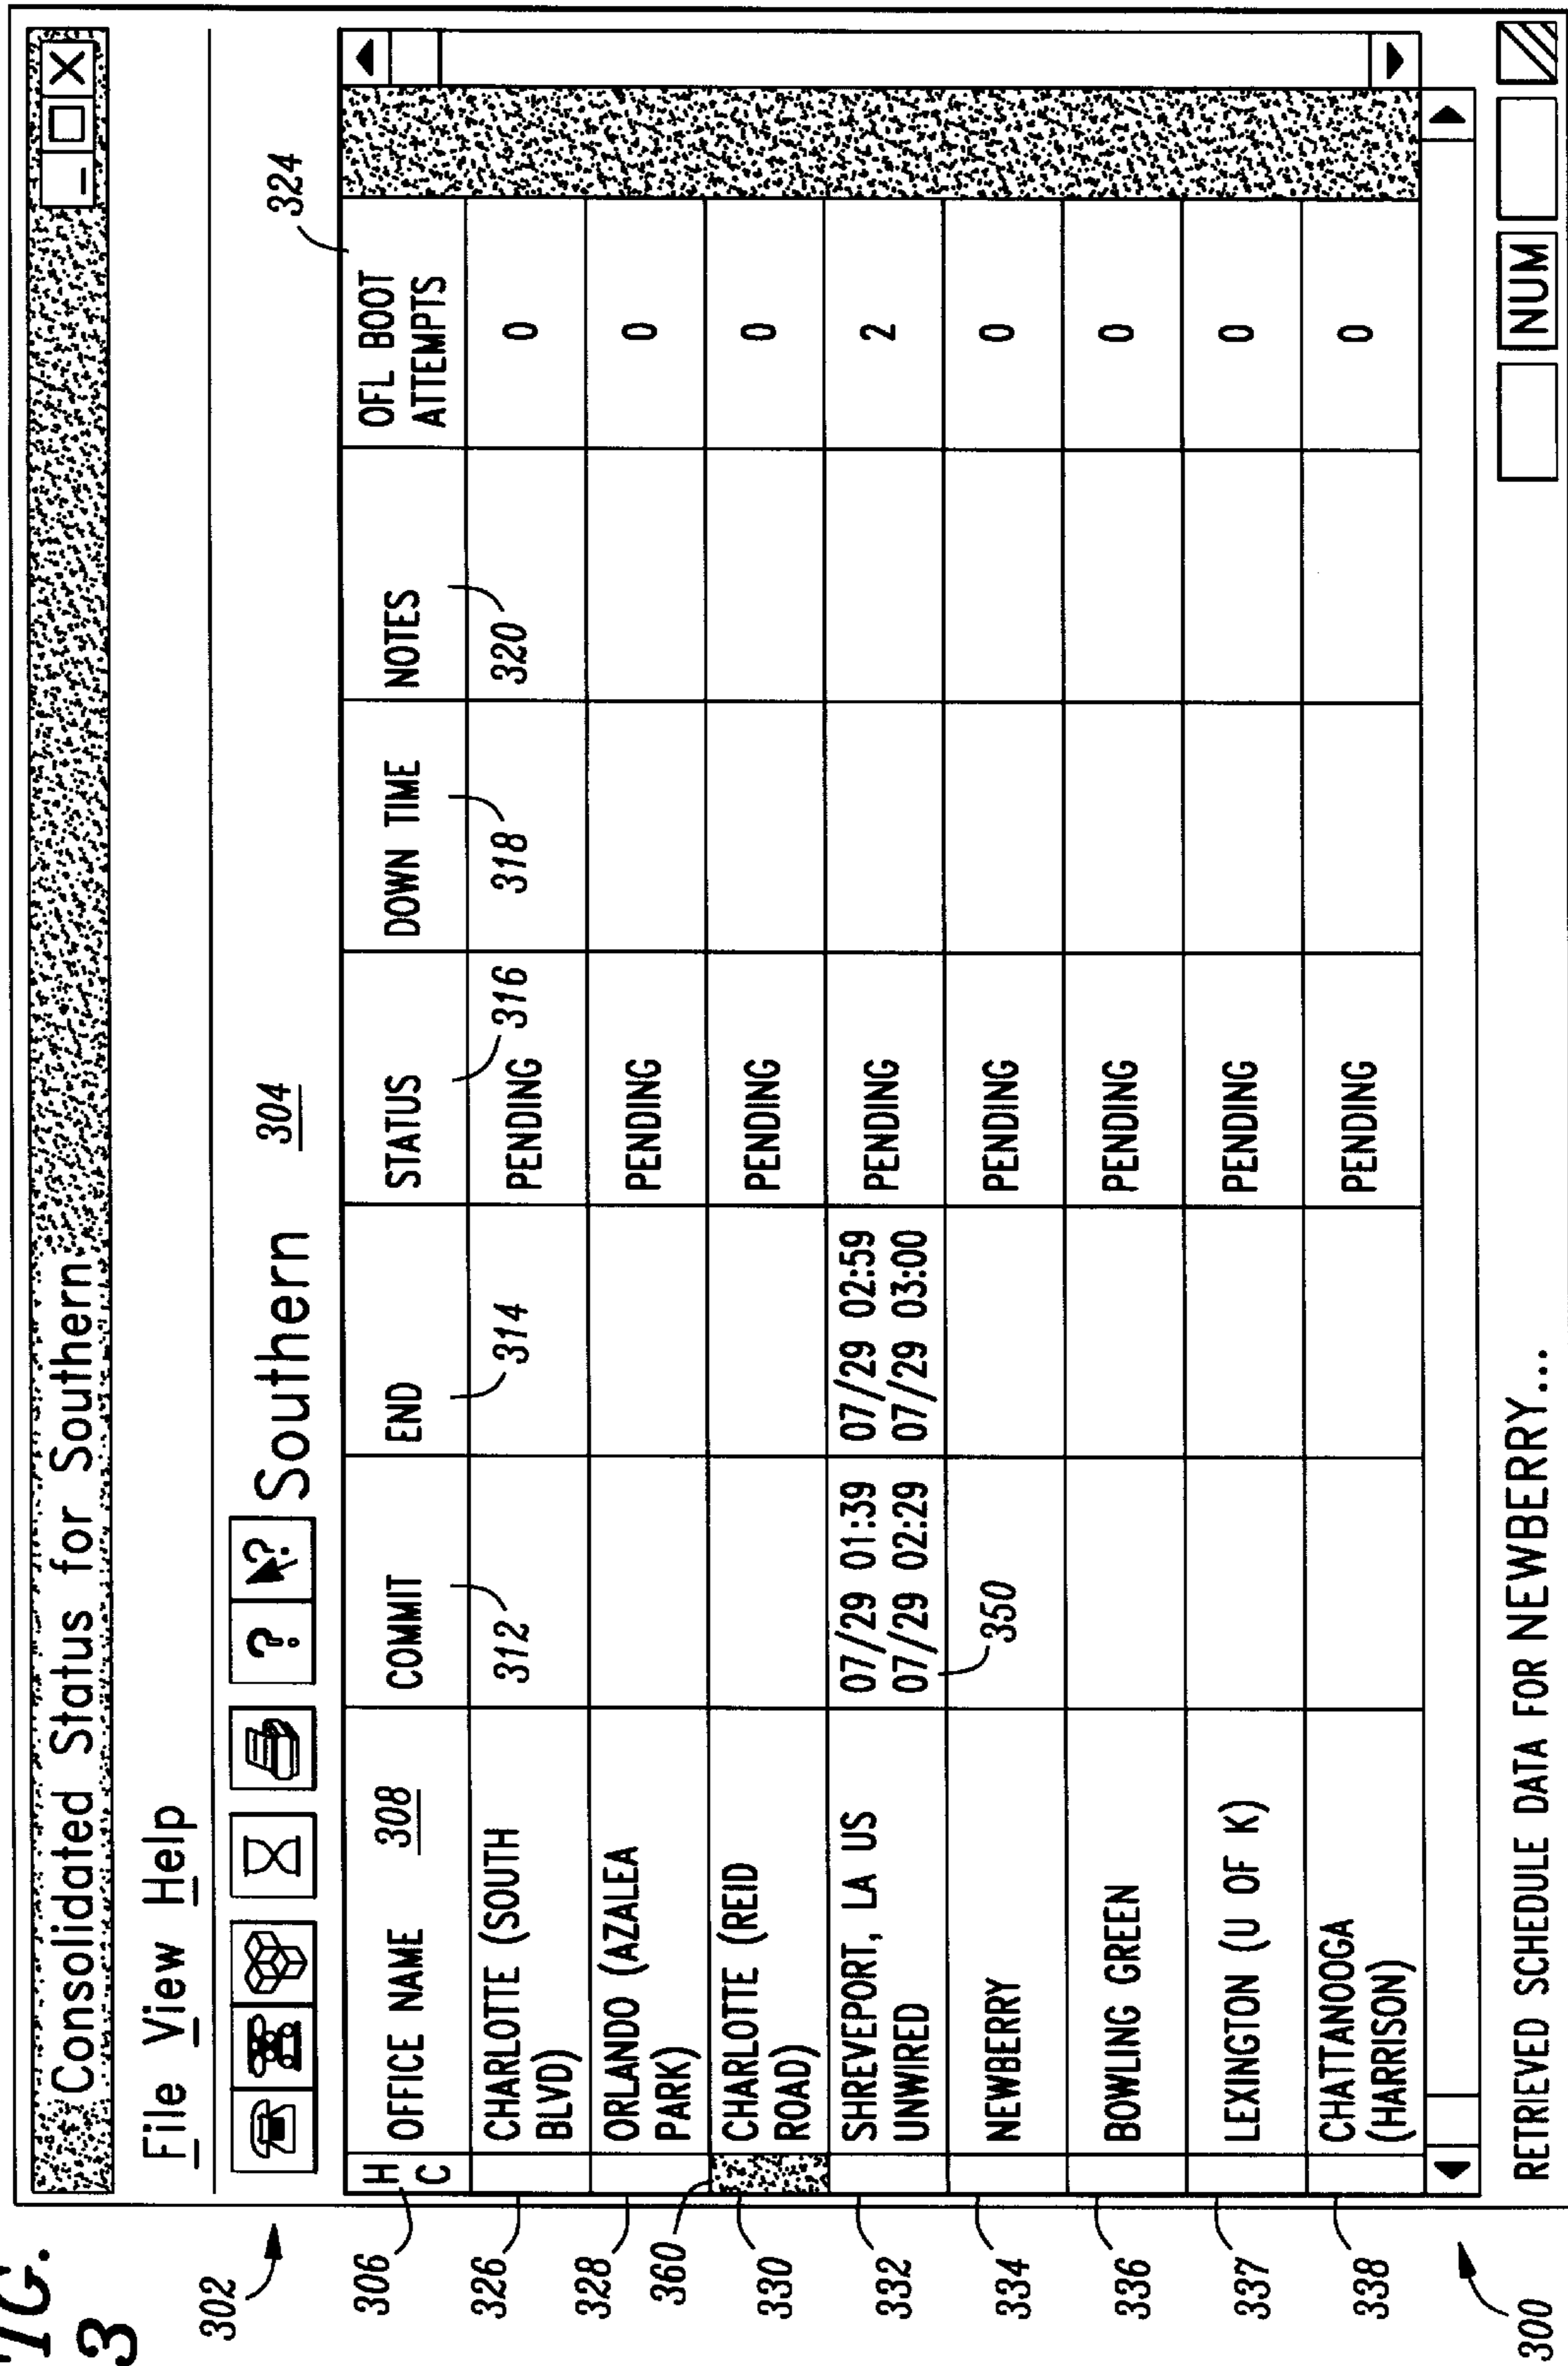 FIG.
3
302
Consolidated Status for Southern
File View Help
? ? Southern 304
324
306
H C
OFFICE NAME 308
COMMIT
END
STATUS
DOWN TIME
NOTES
OFL BOOT ATTEMPTS
312
314
316
318
320
326
CHARLOTTE (SOUTH BLVD)
PENDING
0
328
ORLANDO (AZALEA PARK)
PENDING
0
360
330
CHARLOTTE (REID ROAD)
PENDING
0
332
SHREVEPORT, LA US UNWIRED
07/29 01:39
07/29 02:29
07/29 02:59
07/29 03:00
PENDING
2
350
334
NEWBERRY
PENDING
0
336
BOWLING GREEN
PENDING
0
337
LEXINGTON (U OF K)
PENDING
0
338
CHATTANOOGA (HARRISON)
PENDING
0
RETRIEVED SCHEDULE DATA FOR NEWBERRY...
NUM
300